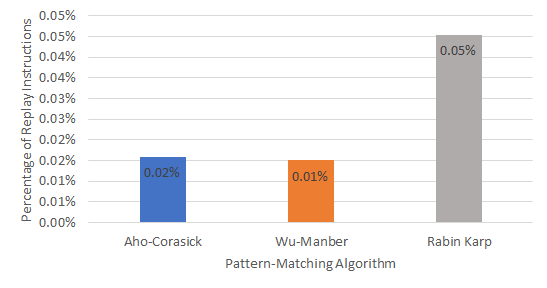 Percentage of Replay Instructions
0.05%
0.05%
0.04%
0.04%
0.03%
0.03%
0.02%
0.02%
0.01%
0.01%
0.00%
0.02%
0.01%
0.05%
Aho-Corasick
Wu-Manber
Rabin Karp
Pattern-Matching Algorithm